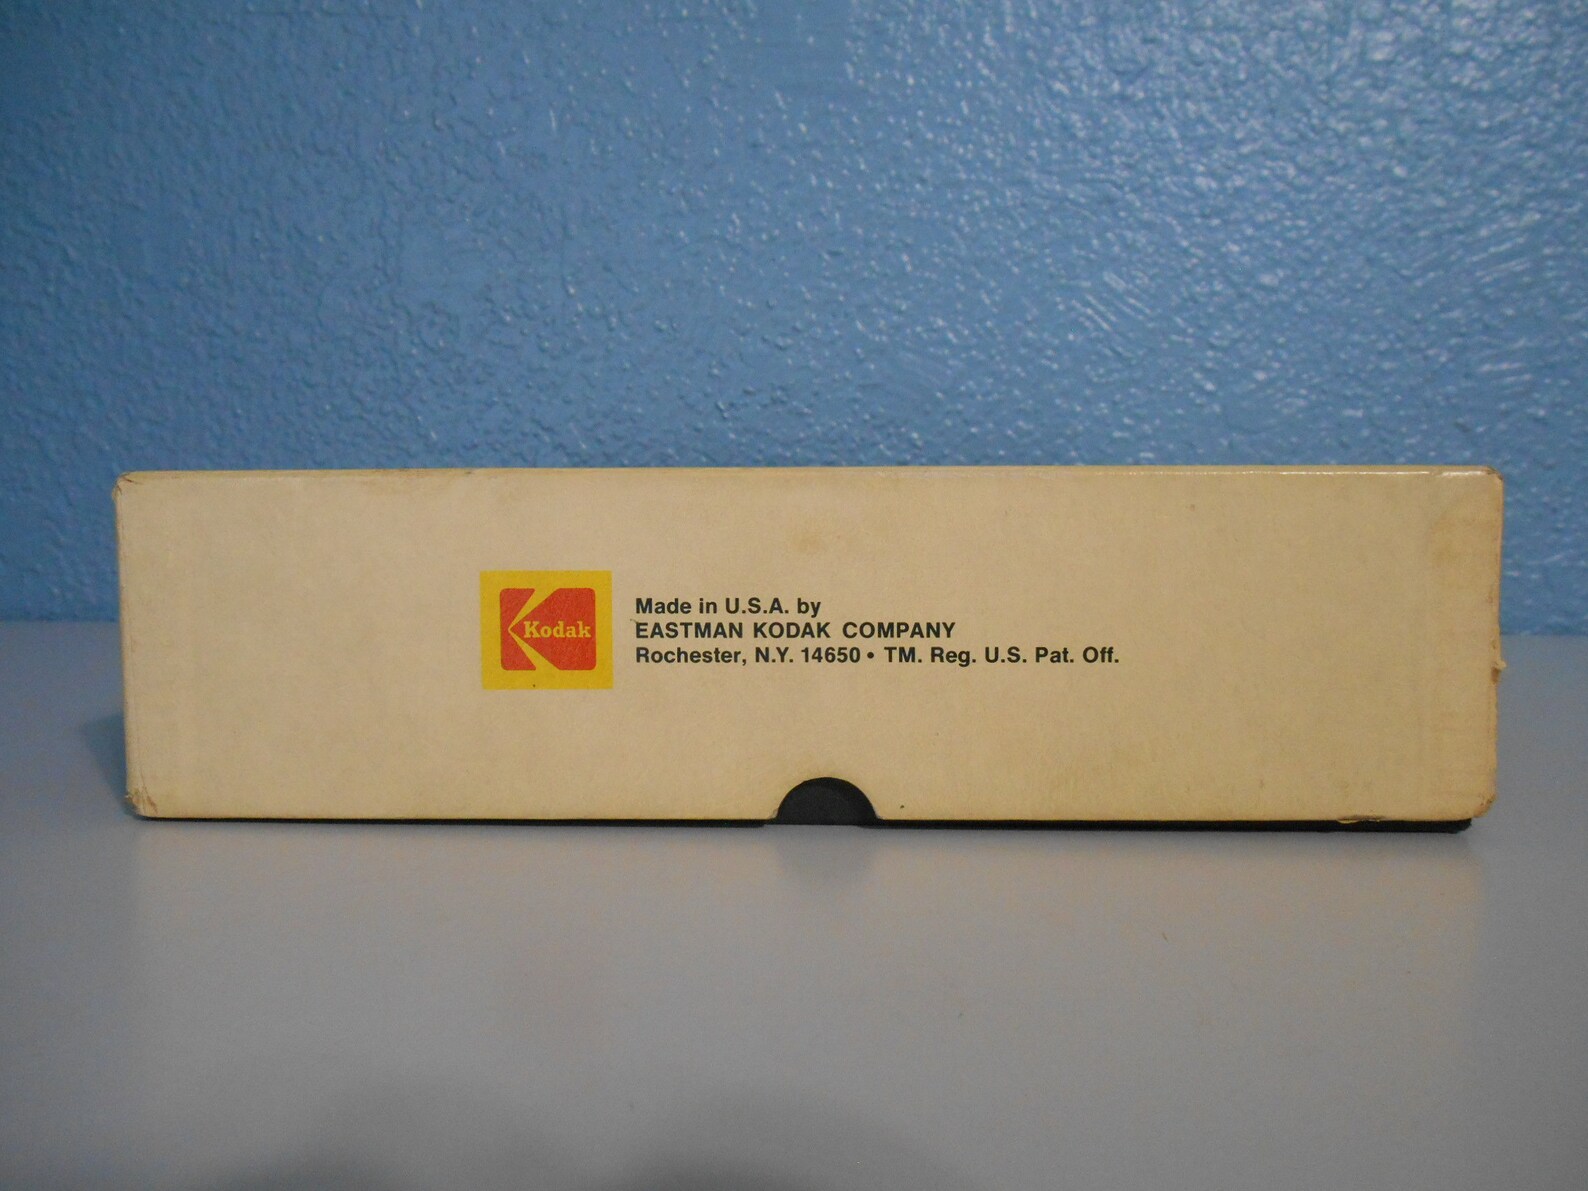 Kodak
Made in U.S.A. by
EASTMAN KODAK COMPANY
Rochester, N.Y. 14650 • TM. Reg. U.S. Pat. Off.